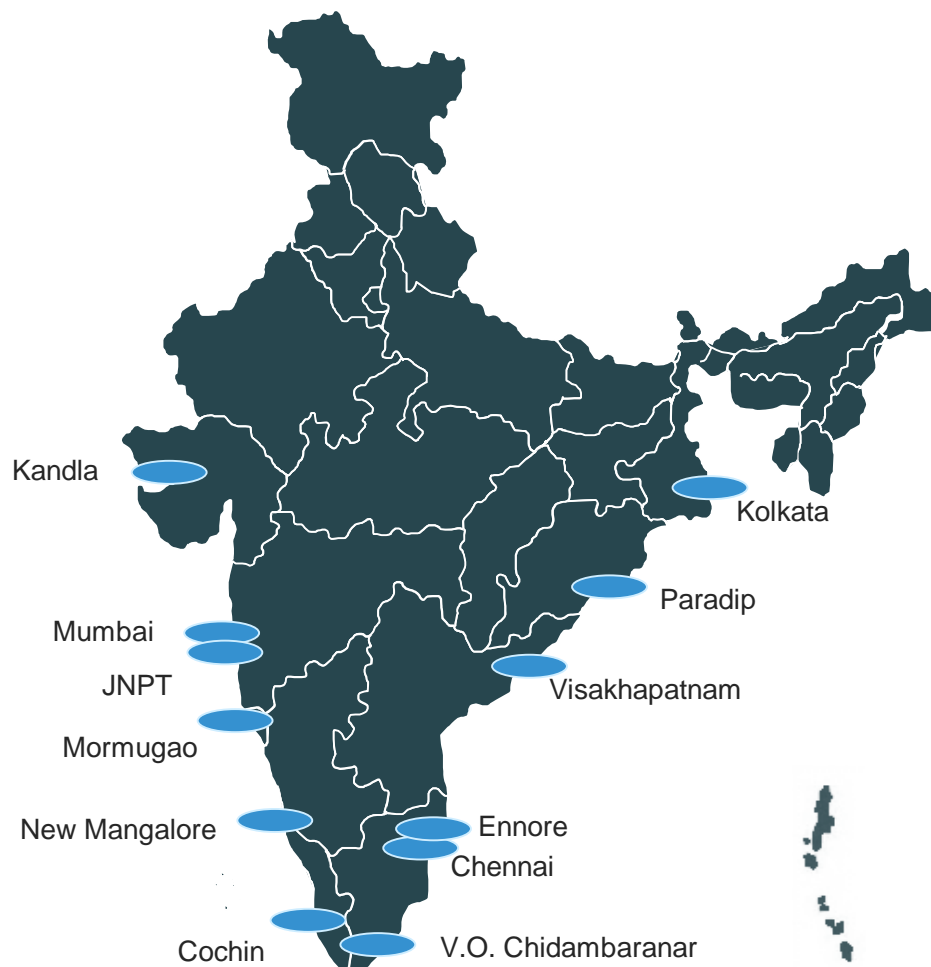 Kandla
Kolkata
Paradip
Mumbai
JNPT
Visakhapatnam
Mormugao
New Mangalore
Ennore
Chennai
Cochin
V.O. Chidambaranar